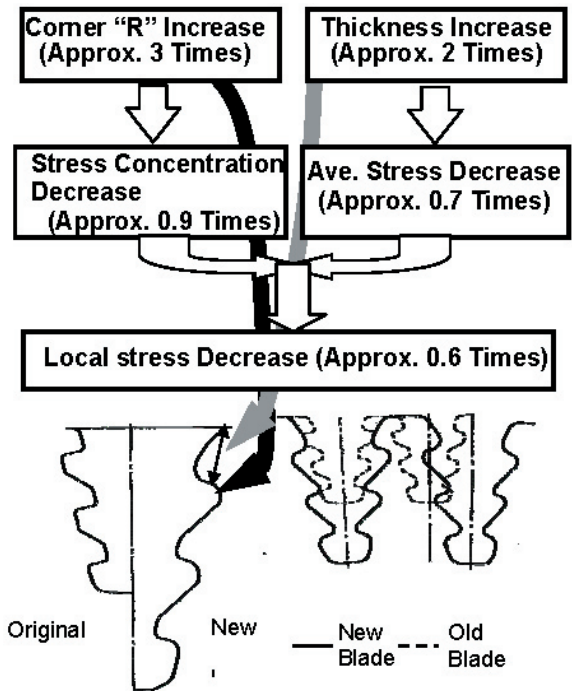 Corner “R” Increase
(Approx. 3 Times)
Thickness Increase
(Approx. 2 Times)
Stress Concentration
Decrease
(Approx. 0.9 Times)
Ave. Stress Decrease
(Approx. 0.7 Times)
Local stress Decrease (Approx. 0.6 Times)
Original
New
New
Blade
Old
Blade